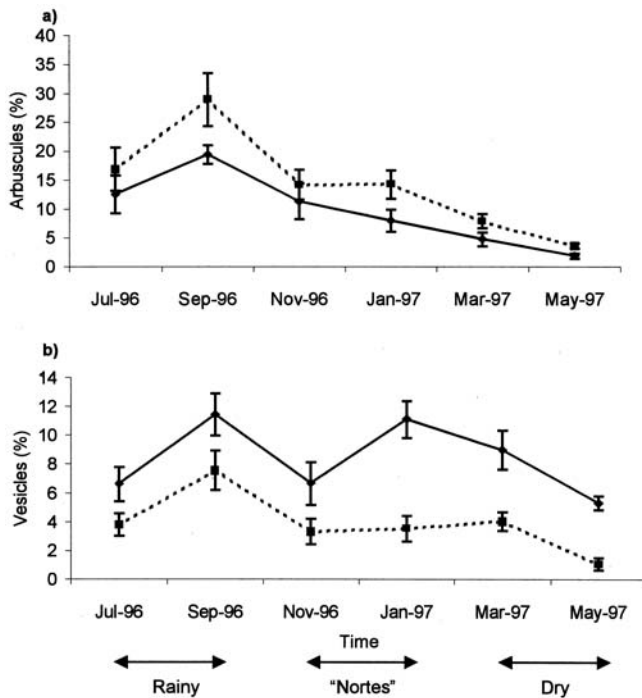 a)
40
35
30
25
20
15
10
5
0
Arbuscules (%)
Jul-96 Sep-96 Nov-96 Jan-97 Mar-97 May-97
b)
14
12
10
8
6
4
2
0
Vesicles (%)
Jul-96 Sep-96 Nov-96 Jan-97 Mar-97 May-97
Time
Rainy "Nortes" Dry